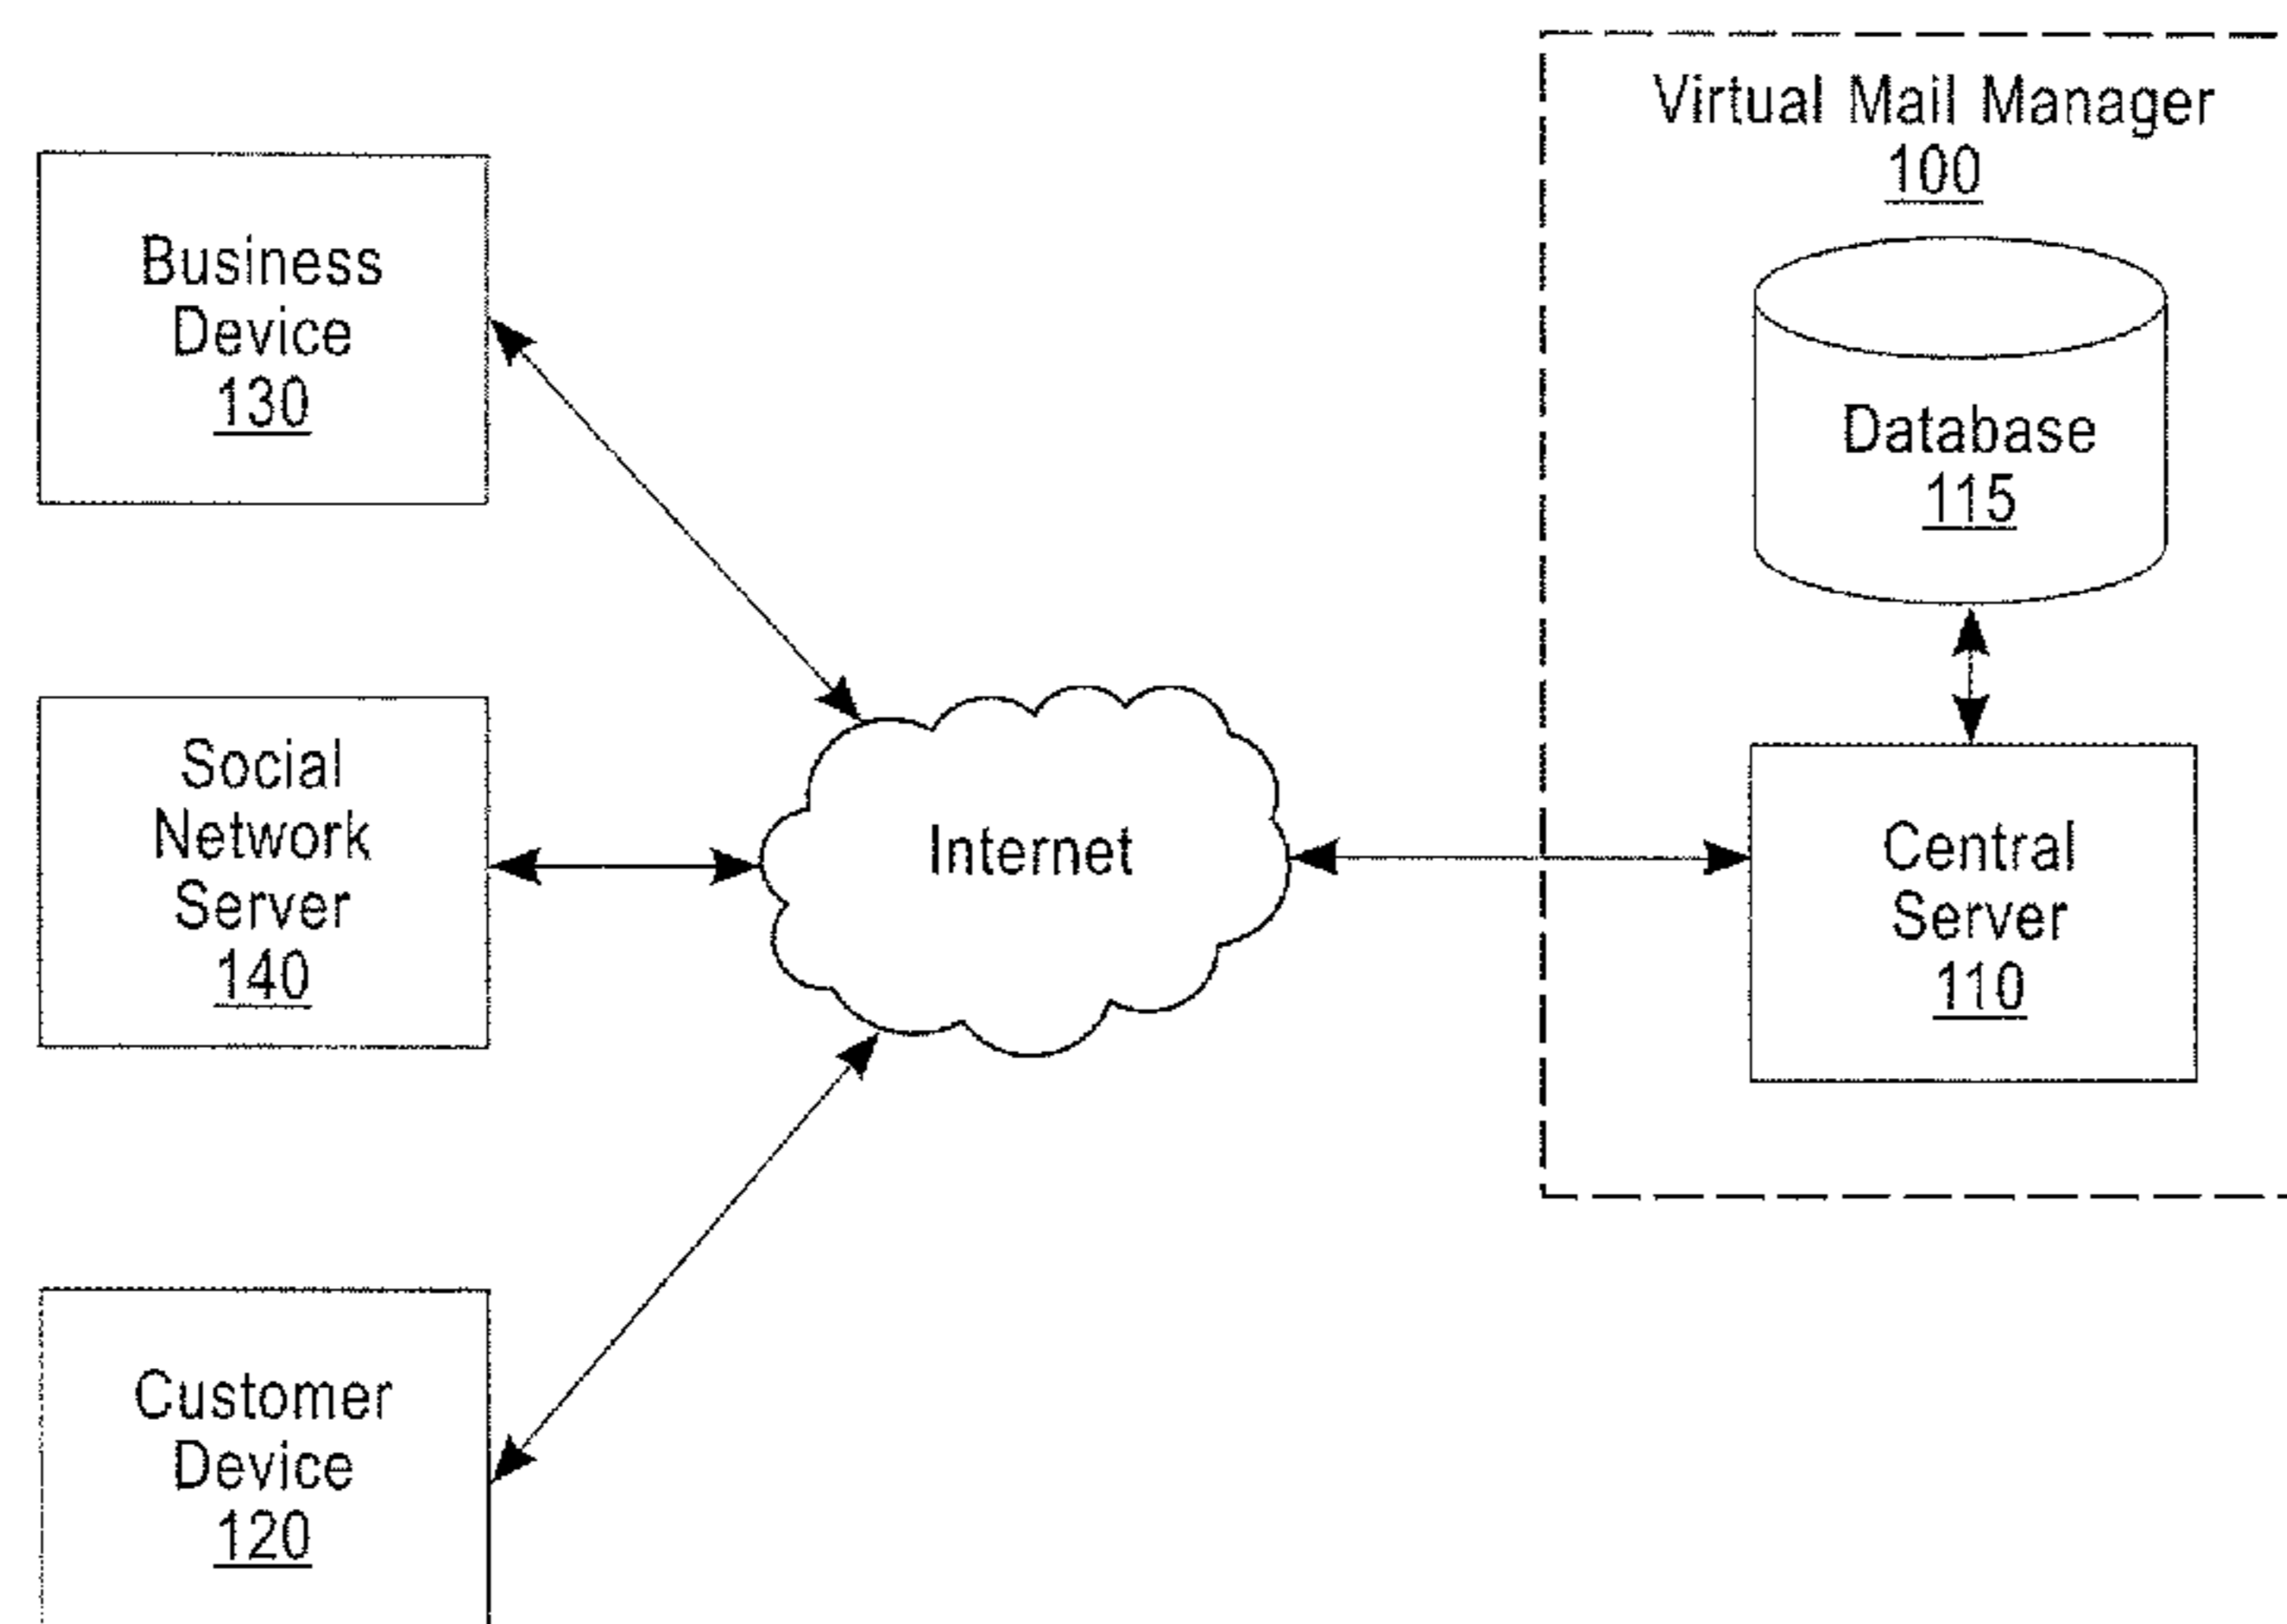 Virtual Mail Manager
100
Business
Device
130
Database
115
Social
Network
Server
140
Internet
Central
Server
110
Customer
Device
120